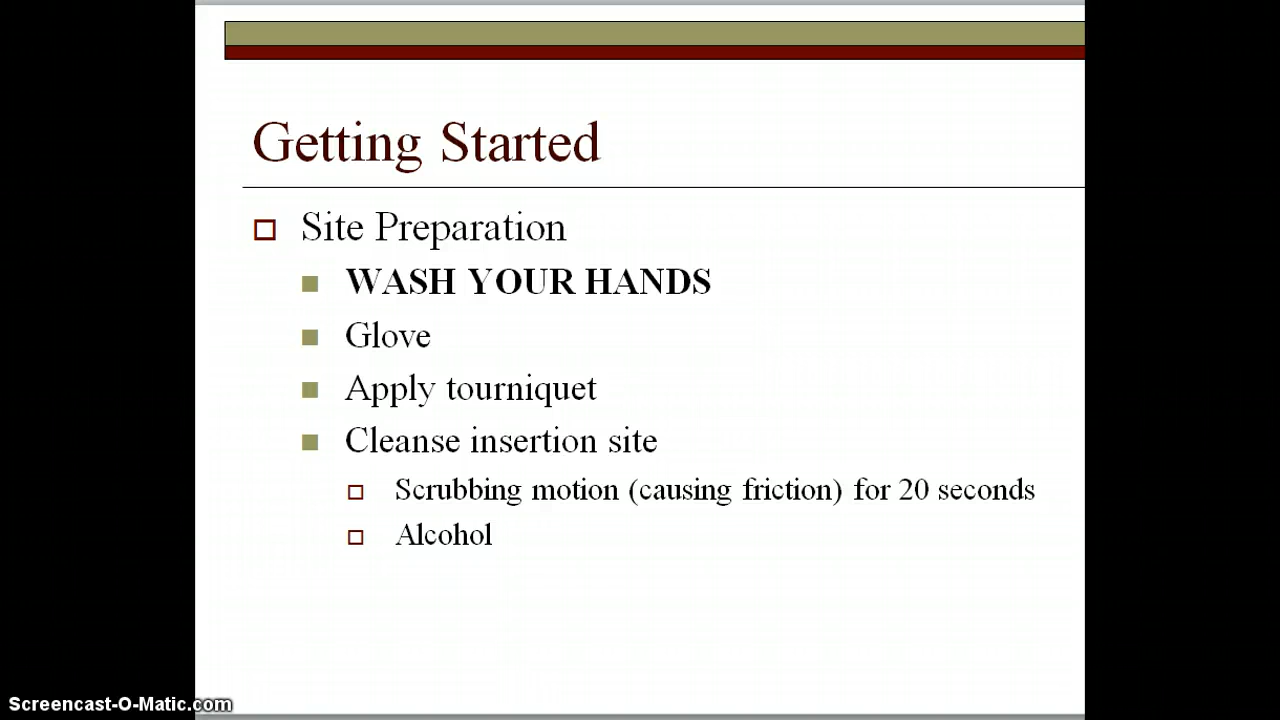 Getting Started
Site Preparation
WASH YOUR HANDS
Glove
Apply tourniquet
Cleanse insertion site
Scrubbing motion (causing friction) for 20 seconds
Alcohol
Screencast-O-Matic.com